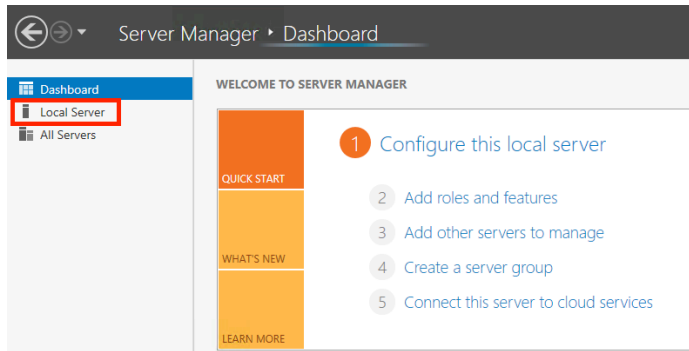 Server Manager ‣ Dashboard
Dashboard
Local Server
All Servers
WELCOME TO SERVER MANAGER
QUICK START
WHAT'S NEW
LEARN MORE
1 Configure this local server
2 Add roles and features
3 Add other servers to manage
4 Create a server group
5 Connect this server to cloud services